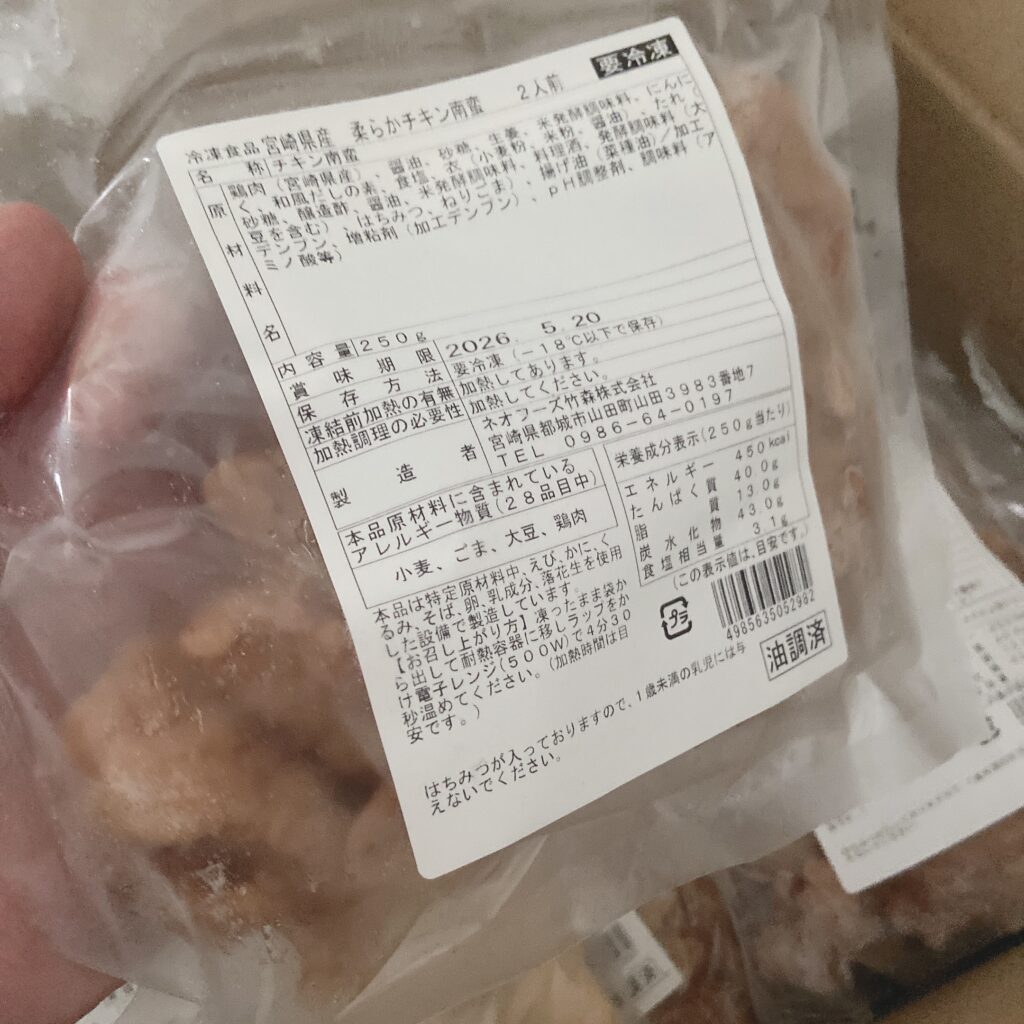 要冷凍
冷凍食品 宮崎県産 柔らかチキン南蛮 2人前
名 称 チキン南蛮
原材料名 鶏肉(宮崎県産)、醤油、砂糖、生姜、米発酵調味料、にんに
く、和風だしの素、食塩、衣(小麦粉、米粉、醤油)、たれ(
砂糖、醸造酢、醤油、米発酵調味料、料理酒、発酵調味料(大
豆を含む)、はちみつ、ねりごま)、揚げ油(菜種油)/加工
デンプン、増粘剤(加工デンプン)、pH調整剤、調味料(ア
ミノ酸等)
内容量 250g
賞味期限 2026. 5.20
保存方法 要冷凍(-18℃以下で保存)
凍結前加熱の有無 加熱してあります。
加熱調理の必要性 加熱してください。
製造者 ネオフーズ竹森株式会社
宮崎県都城市山田町山田3983番地7
TEL 0986-64-0197
本品原材料に含まれている
アレルギー物質(28品目中)
小麦、ごま、大豆、鶏肉
栄養成分表示(250g当たり)
エネルギー 450kcal
たんぱく質 40.0g
脂質 13.0g
炭水化物 43.0g
食塩相当量 3.1g
(この表示値は、目安です。)
本品は特定原材料中、えび、かに、く
るみ、そば、卵、乳成分、落花生を使用
した設備で製造しています。
【お召し上がり方】凍ったまま袋か
ら出して耐熱容器に移しラップをか
け電子レンジ(500W)で4分30
秒温めてください。(加熱時間は目
安です。)
プラ
4985635052982
油調済
はちみつが入っておりますので、1歳未満の乳児には与
えないでください。
油調済